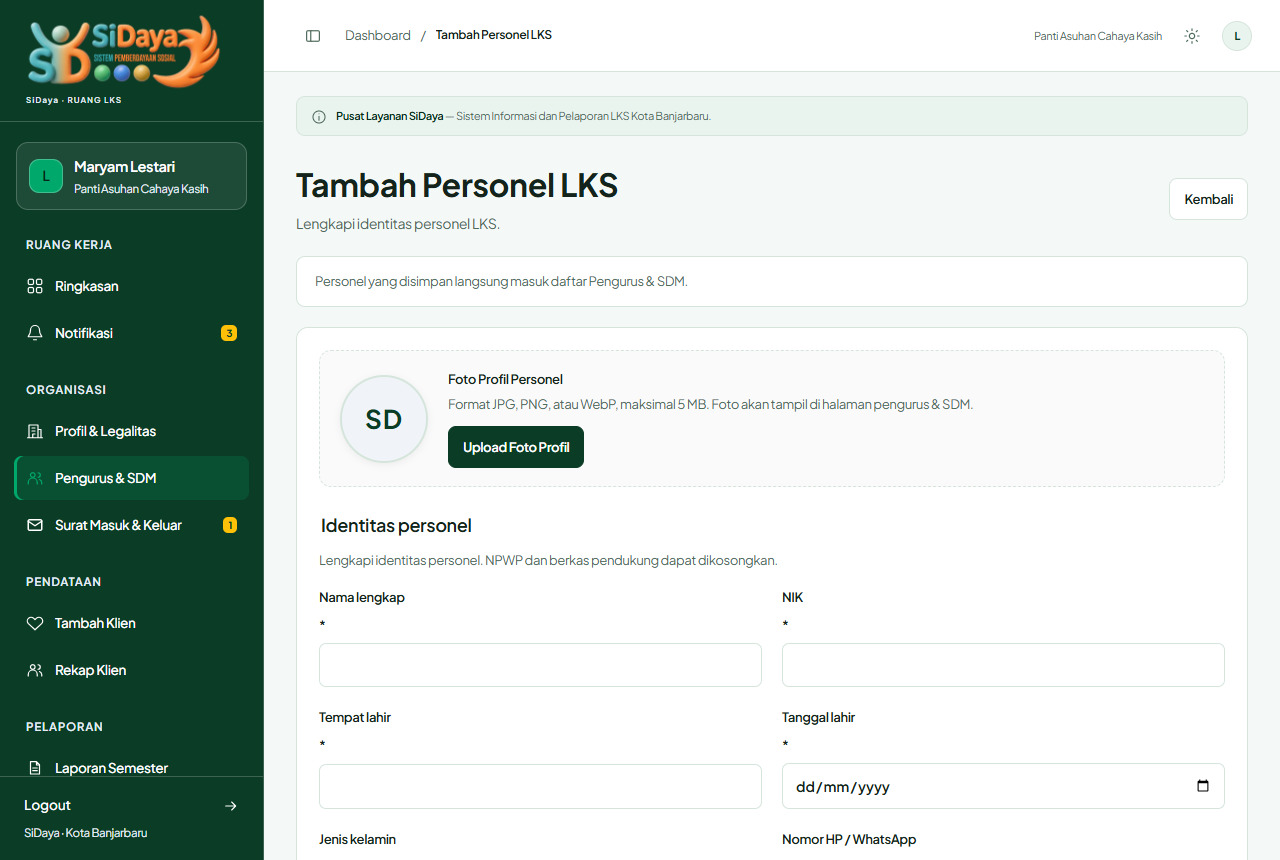 SiDaya
SISTEM PEMBERDAYAAN SOSIAL
SiDaya · RUANG LKS
L
Maryam Lestari
Panti Asuhan Cahaya Kasih
RUANG KERJA
Ringkasan
Notifikasi
3
ORGANISASI
Profil & Legalitas
Pengurus & SDM
Surat Masuk & Keluar
1
PENDATAAN
Tambah Klien
Rekap Klien
PELAPORAN
Laporan Semester
Logout
SiDaya · Kota Banjarbaru
Dashboard / Tambah Personel LKS
Panti Asuhan Cahaya Kasih
L
Pusat Layanan SiDaya — Sistem Informasi dan Pelaporan LKS Kota Banjarbaru.
Tambah Personel LKS
Lengkapi identitas personel LKS.
Kembali
Personel yang disimpan langsung masuk daftar Pengurus & SDM.
SD
Foto Profil Personel
Format JPG, PNG, atau WebP, maksimal 5 MB. Foto akan tampil di halaman pengurus & SDM.
Upload Foto Profil
Identitas personel
Lengkapi identitas personel. NPWP dan berkas pendukung dapat dikosongkan.
Nama lengkap
*
NIK
*
Tempat lahir
*
Tanggal lahir
*
dd/mm/yyyy
Jenis kelamin
Nomor HP / WhatsApp